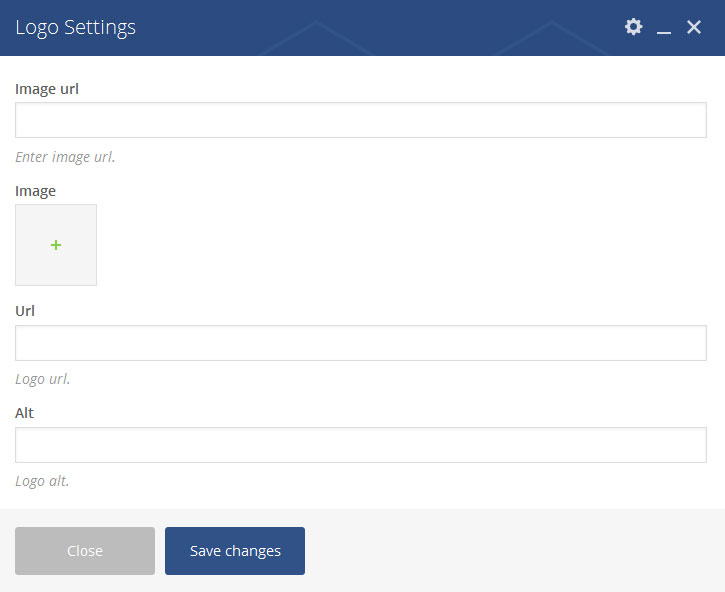 Logo Settings
Image url
Enter image url.
Image
+
Url
Logo url.
Alt
Logo alt.
Close
Save changes